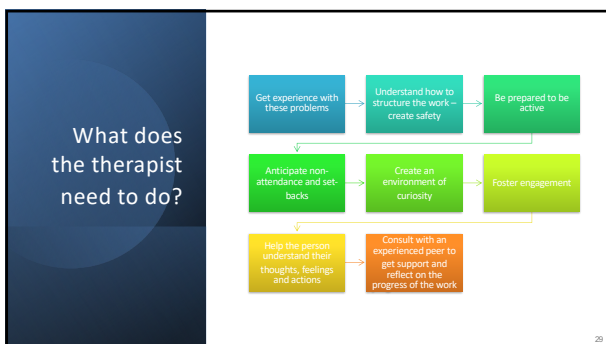 What does
the therapist
need to do?
Get experience with
these problems
Understand how to
structure the work –
create safety
Be prepared to be
active
Anticipate non-
attendance and set-
backs
Create an
environment of
curiosity
Foster engagement
Help the person
understand their
thoughts, feelings
and actions
Consult with an
experienced peer to
get support and
reflect on the
progress of the work
29